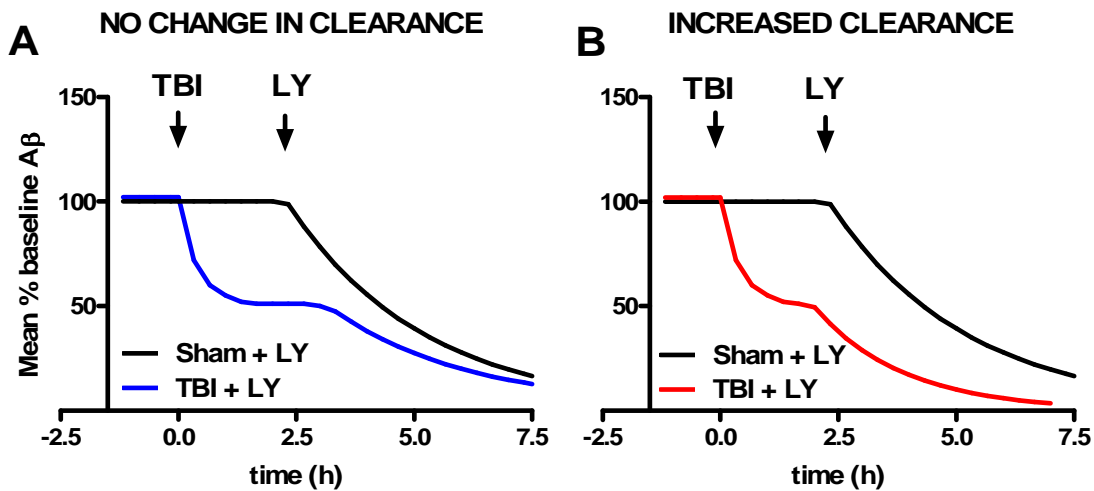 A
NO CHANGE IN CLEARANCE
TBI
LY
Mean % baseline Aβ
150
100
50
Sham + LY
TBI + LY
-2.5
0.0
2.5
5.0
7.5
time (h)
B
INCREASED CLEARANCE
TBI
LY
150
100
50
Sham + LY
TBI + LY
-2.5
0.0
2.5
5.0
7.5
time (h)